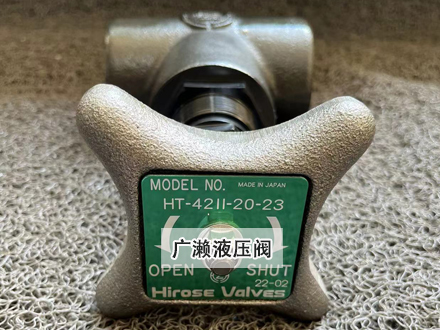 MODEL NO. MADE IN JAPAN
HT-4211-20-23
广濑液压阀
OPEN SHUT
22-02
Hirose Valves